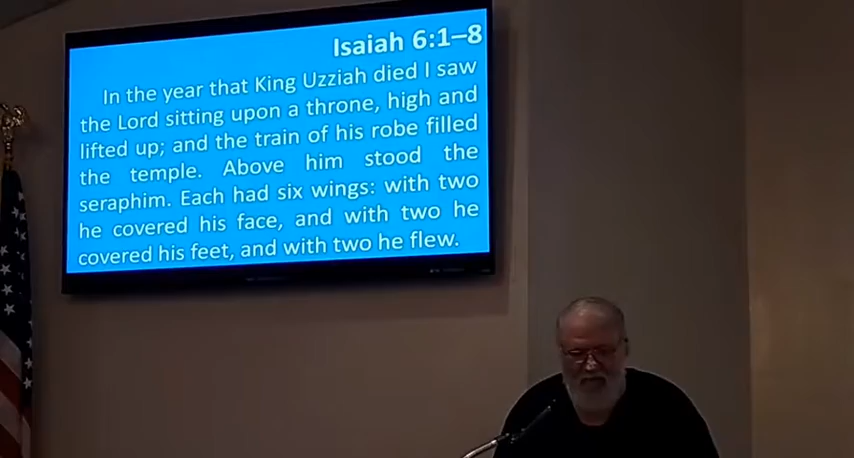 Isaiah 6:1–8
In the year that King Uzziah died I saw
the Lord sitting upon a throne, high and
lifted up; and the train of his robe filled
the temple. Above him stood the
seraphim. Each had six wings: with two
he covered his face, and with two he
covered his feet, and with two he flew.